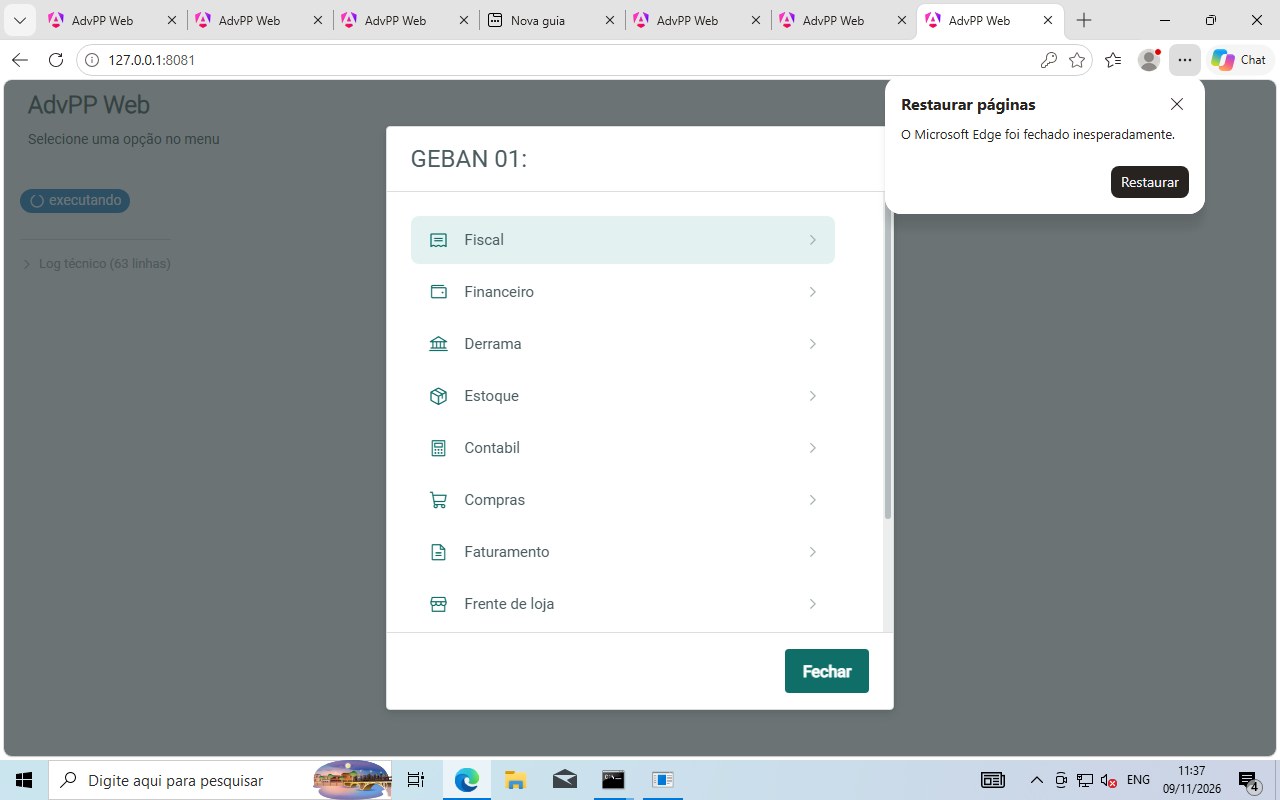 AdvPP Web
AdvPP Web
AdvPP Web
Nova guia
AdvPP Web
AdvPP Web
AdvPP Web
127.0.0.1:8081
Chat
AdvPP Web
Selecione uma opção no menu
executando
Log técnico (63 linhas)
Restaurar páginas
O Microsoft Edge foi fechado inesperadamente.
Restaurar
GEBAN 01:
Fiscal
Financeiro
Derrama
Estoque
Contabil
Compras
Faturamento
Frente de loja
Fechar
Digite aqui para pesquisar
ENG
11:37
09/11/2026
4